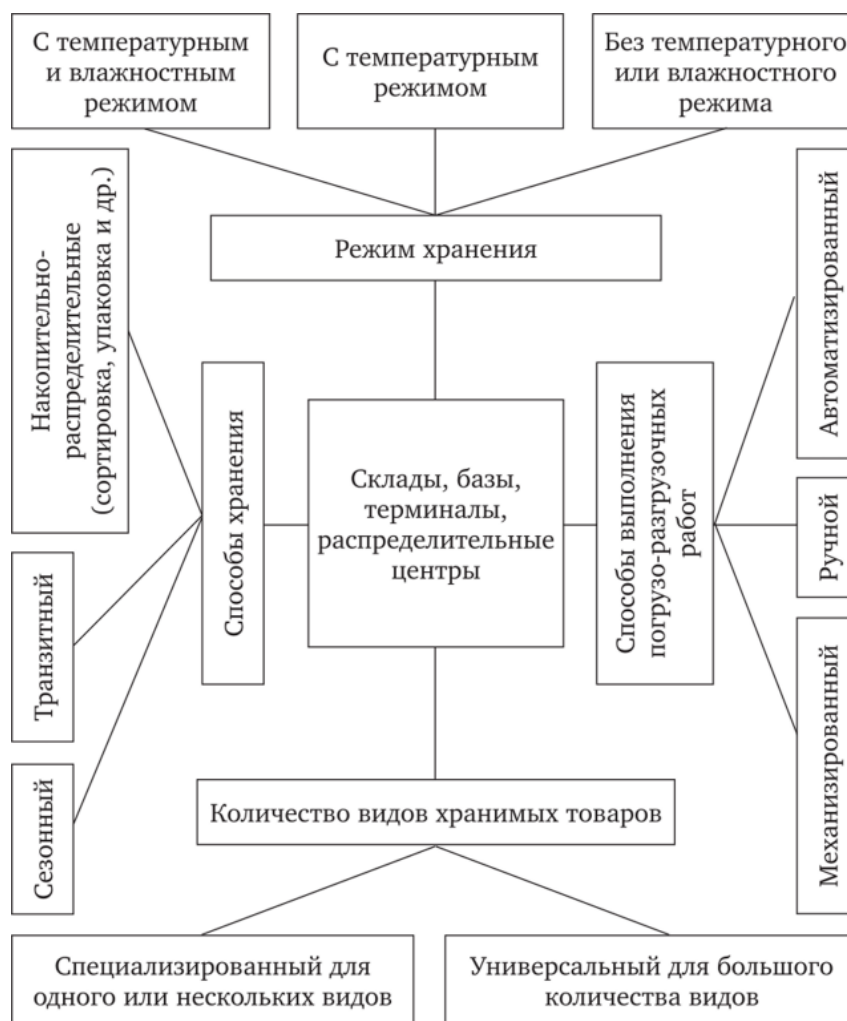 С температурным
и влажностным
режимом
С температурным
режимом
Без температурного
или влажностного
режима
Режим хранения
Накопительно-
распределительные
(сортировка, упаковка и др.)
Транзитный
Сезонный
Способы хранения
Склады, базы,
терминалы,
распределительные
центры
Способы выполнения
погрузо-разгрузочных
работ
Автоматизированный
Ручной
Механизированный
Количество видов хранимых товаров
Специализированный для
одного или нескольких видов
Универсальный для большого
количества видов